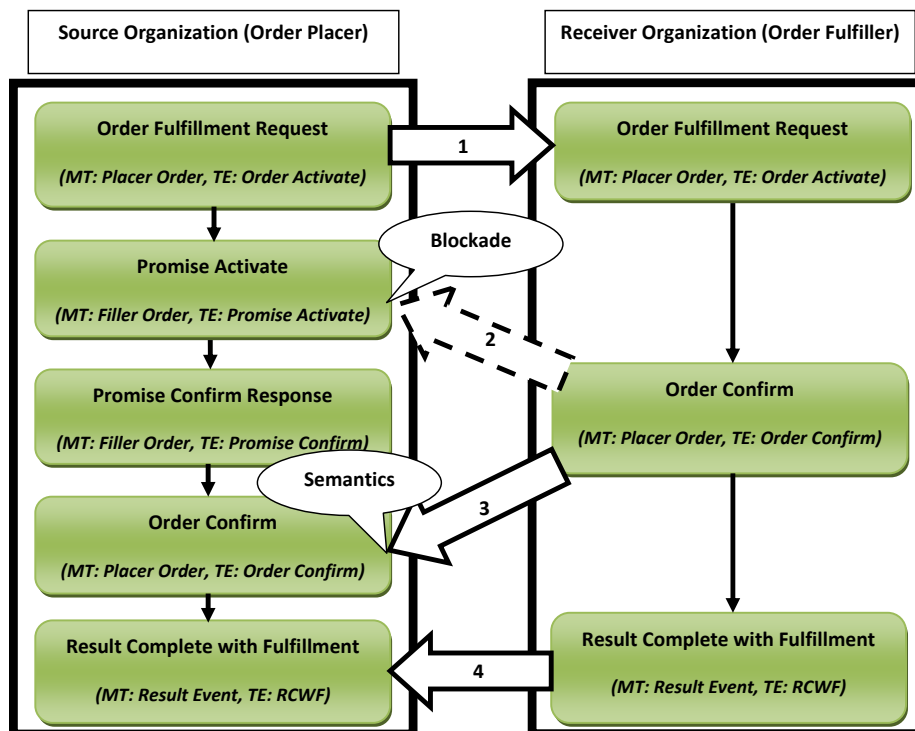 Source Organization (Order Placer)
Receiver Organization (Order Fulfiller)
Order Fulfillment Request
(MT: Placer Order, TE: Order Activate)
1
Order Fulfillment Request
(MT: Placer Order, TE: Order Activate)
Blockade
Promise Activate
(MT: Filler Order, TE: Promise Activate)
2
Promise Confirm Response
(MT: Filler Order, TE: Promise Confirm)
Order Confirm
(MT: Placer Order, TE: Order Confirm)
Semantics
3
Order Confirm
(MT: Placer Order, TE: Order Confirm)
Result Complete with Fulfillment
(MT: Result Event, TE: RCWF)
4
Result Complete with Fulfillment
(MT: Result Event, TE: RCWF)